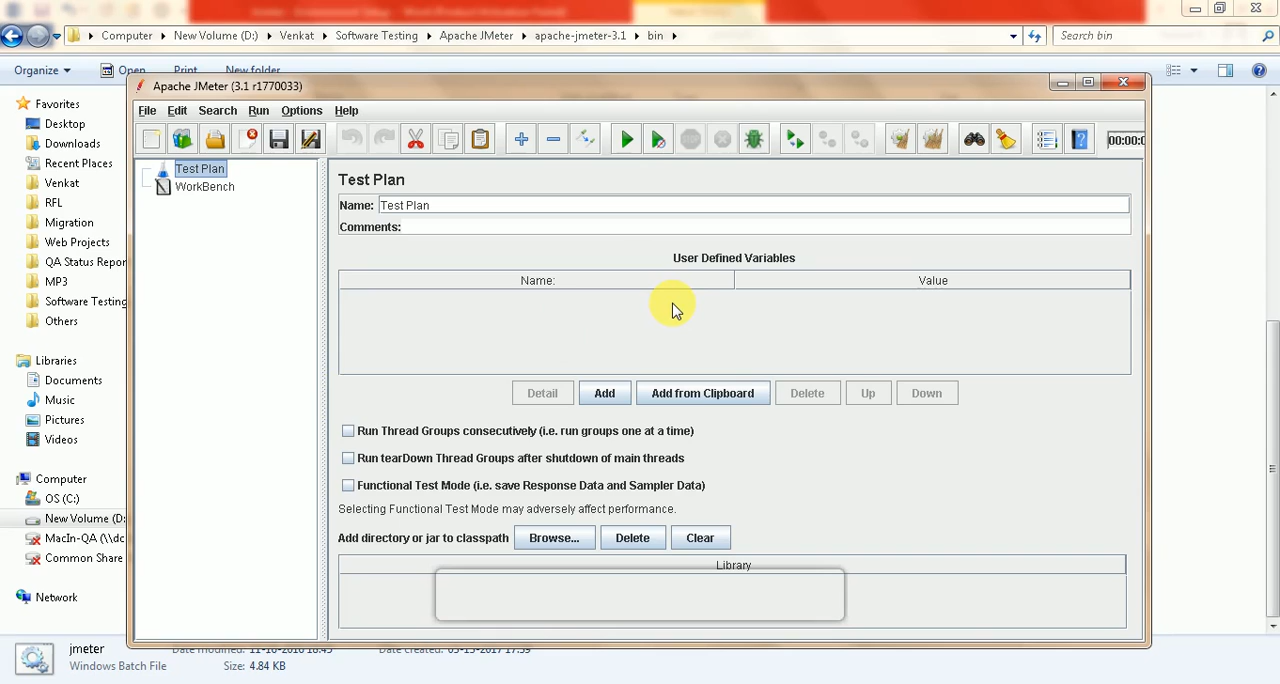 Computer ▸ New Volume (D:) ▸ Venkat ▸ Software Testing ▸ Apache JMeter ▸ apache-jmeter-3.1 ▸ bin ▸
Search bin
Organize ▾ Open Print New folder
Favorites
Desktop
Downloads
Recent Places
Venkat
RFL
Migration
Web Projects
QA Status Repor
MP3
Software Testing
Others
Libraries
Documents
Music
Pictures
Videos
Computer
OS (C:)
New Volume (D:
MacIn-QA (\\dc
Common Share
Network
Apache JMeter (3.1 r1770033)
File Edit Search Run Options Help
00:00:0
Test Plan
WorkBench
Test Plan
Name: Test Plan
Comments:
User Defined Variables
Name: Value
Detail Add Add from Clipboard Delete Up Down
Run Thread Groups consecutively (i.e. run groups one at a time)
Run tearDown Thread Groups after shutdown of main threads
Functional Test Mode (i.e. save Response Data and Sampler Data)
Selecting Functional Test Mode may adversely affect performance.
Add directory or jar to classpath Browse... Delete Clear
Library
jmeter Date modified: Date created:
Windows Batch File Size: 4.84 KB